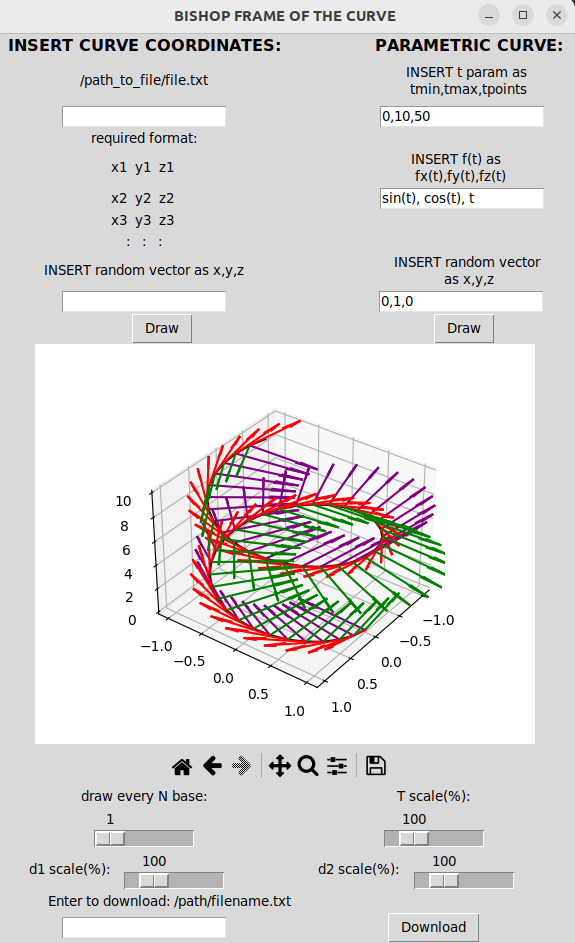 BISHOP FRAME OF THE CURVE
INSERT CURVE COORDINATES:
/path_to_file/file.txt
required format:
x1 y1 z1
x2 y2 z2
x3 y3 z3
: : :
INSERT random vector as x,y,z
Draw
PARAMETRIC CURVE:
INSERT t param as
tmin,tmax,tpoints
0,10,50
INSERT f(t) as
fx(t),fy(t),fz(t)
sin(t), cos(t), t
INSERT random vector
as x,y,z
0,1,0
Draw
10
8
6
4
2
0
−1.0
−0.5
0.0
0.5
1.0
−1.0
−0.5
0.0
0.5
1.0
draw every N base:
1
T scale(%):
100
d1 scale(%):
100
d2 scale(%):
100
Enter to download: /path/filename.txt
Download